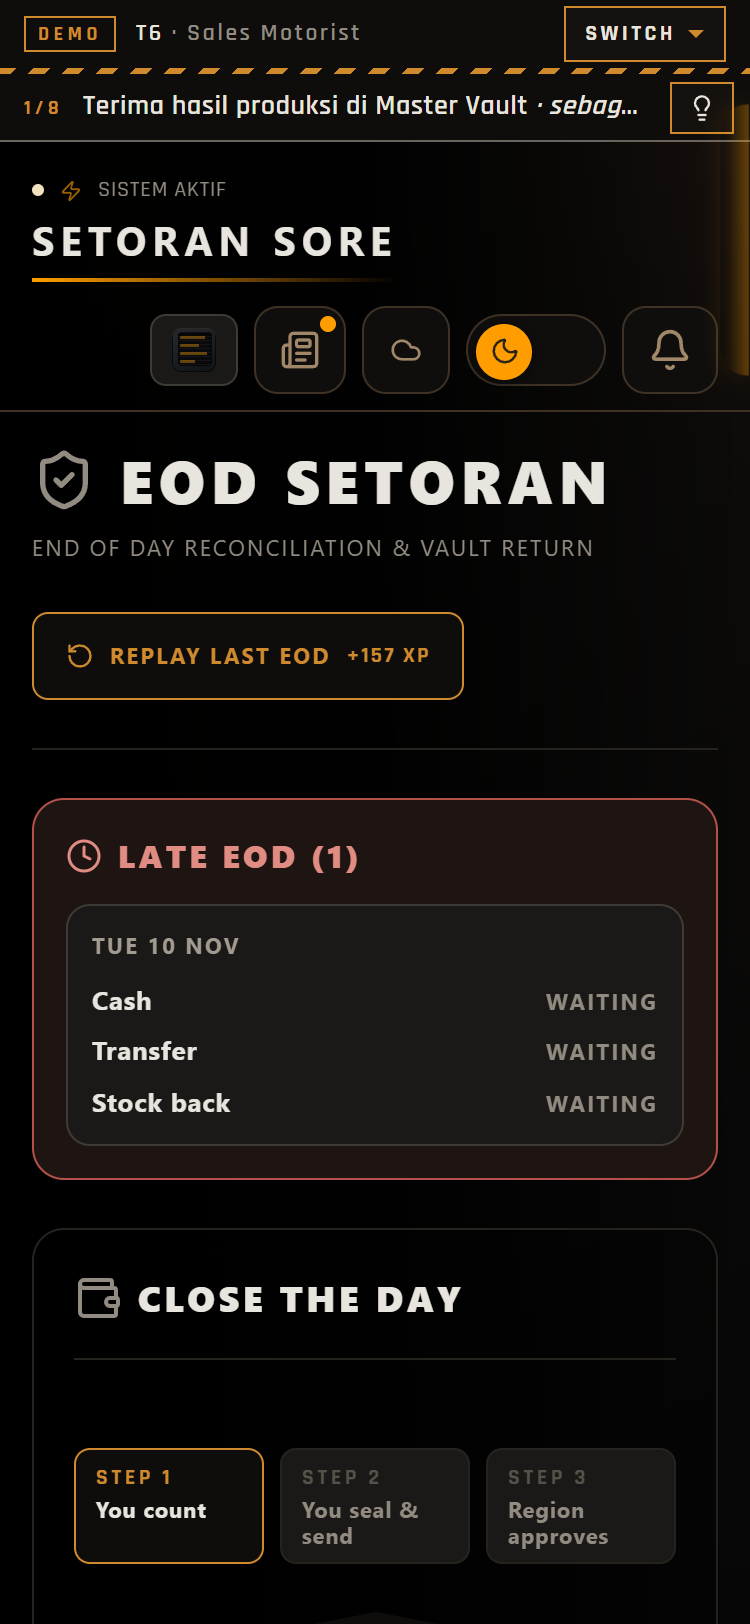 DEMO T6 · Sales Motorist SWITCH
1/8 Terima hasil produksi di Master Vault · sebag...
SISTEM AKTIF
SETORAN SORE
EOD SETORAN
END OF DAY RECONCILIATION & VAULT RETURN
REPLAY LAST EOD +157 XP
LATE EOD (1)
TUE 10 NOV
Cash WAITING
Transfer WAITING
Stock back WAITING
CLOSE THE DAY
STEP 1
You count
STEP 2
You seal &
send
STEP 3
Region
approves